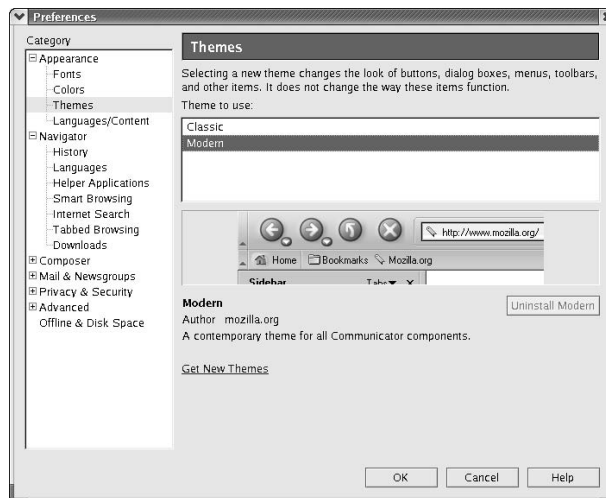 Preferences
Category
Appearance
Fonts
Colors
Themes
Languages/Content
Navigator
History
Languages
Helper Applications
Smart Browsing
Internet Search
Tabbed Browsing
Downloads
Composer
Mail & Newsgroups
Privacy & Security
Advanced
Offline & Disk Space
Themes
Selecting a new theme changes the look of buttons, dialog boxes, menus, toolbars,
and other items. It does not change the way these items function.
Theme to use:
Classic
Modern
http://www.mozilla.org/
Home Bookmarks Mozilla.org
Sidebar Tabs X
Modern
Uninstall Modern
Author mozilla.org
A contemporary theme for all Communicator components.
Get New Themes
OK Cancel Help